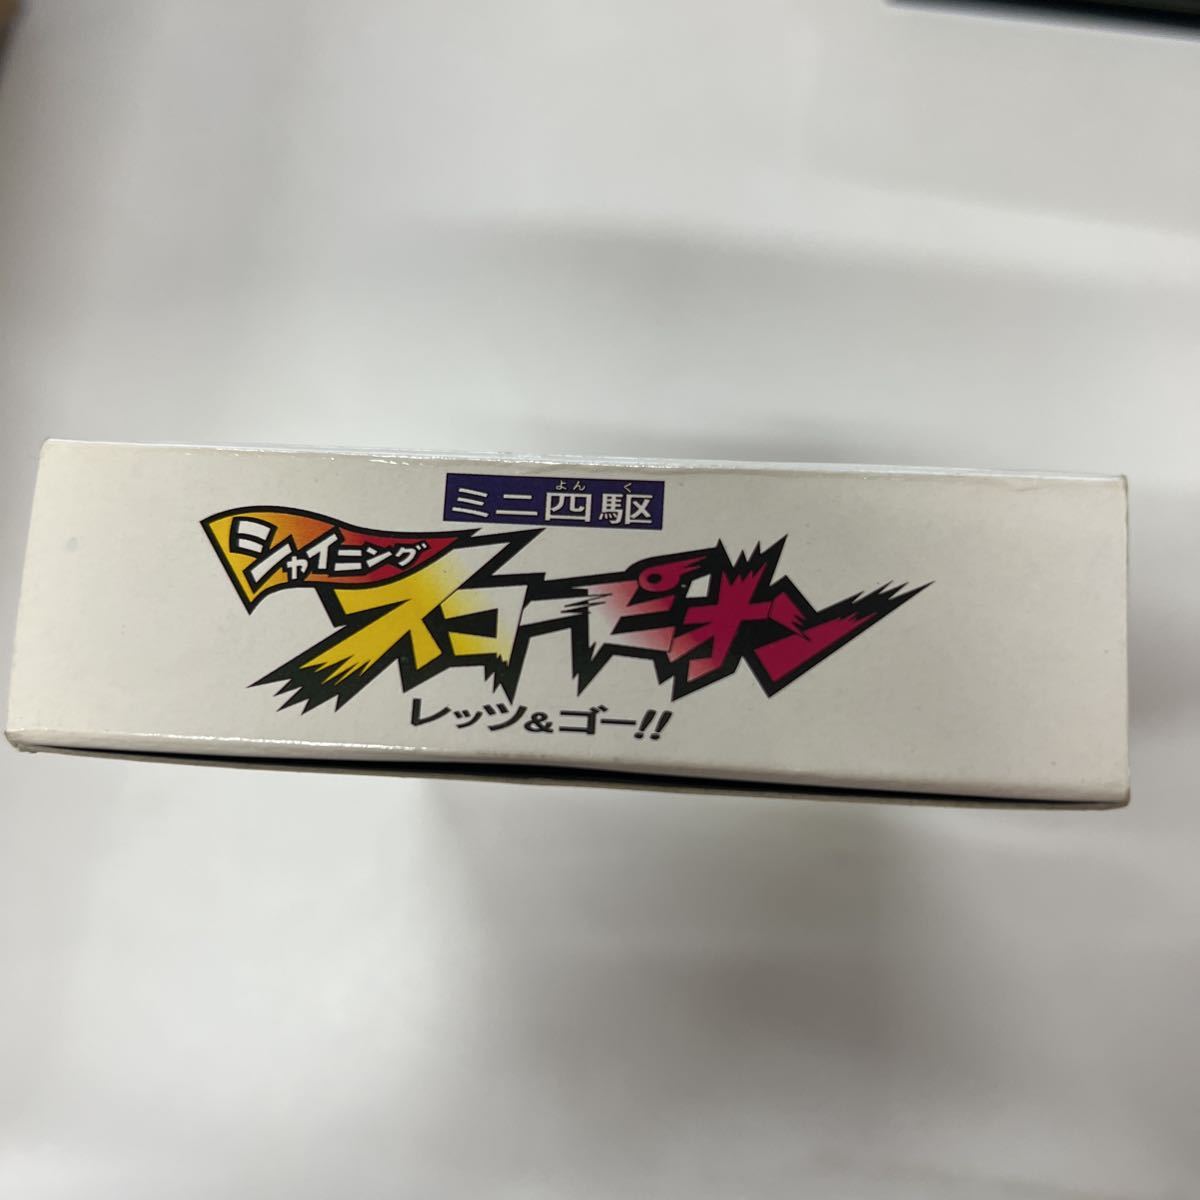 ミニ四駆
よんく
シャイニング
スコーピオン
レッツ&ゴー!!